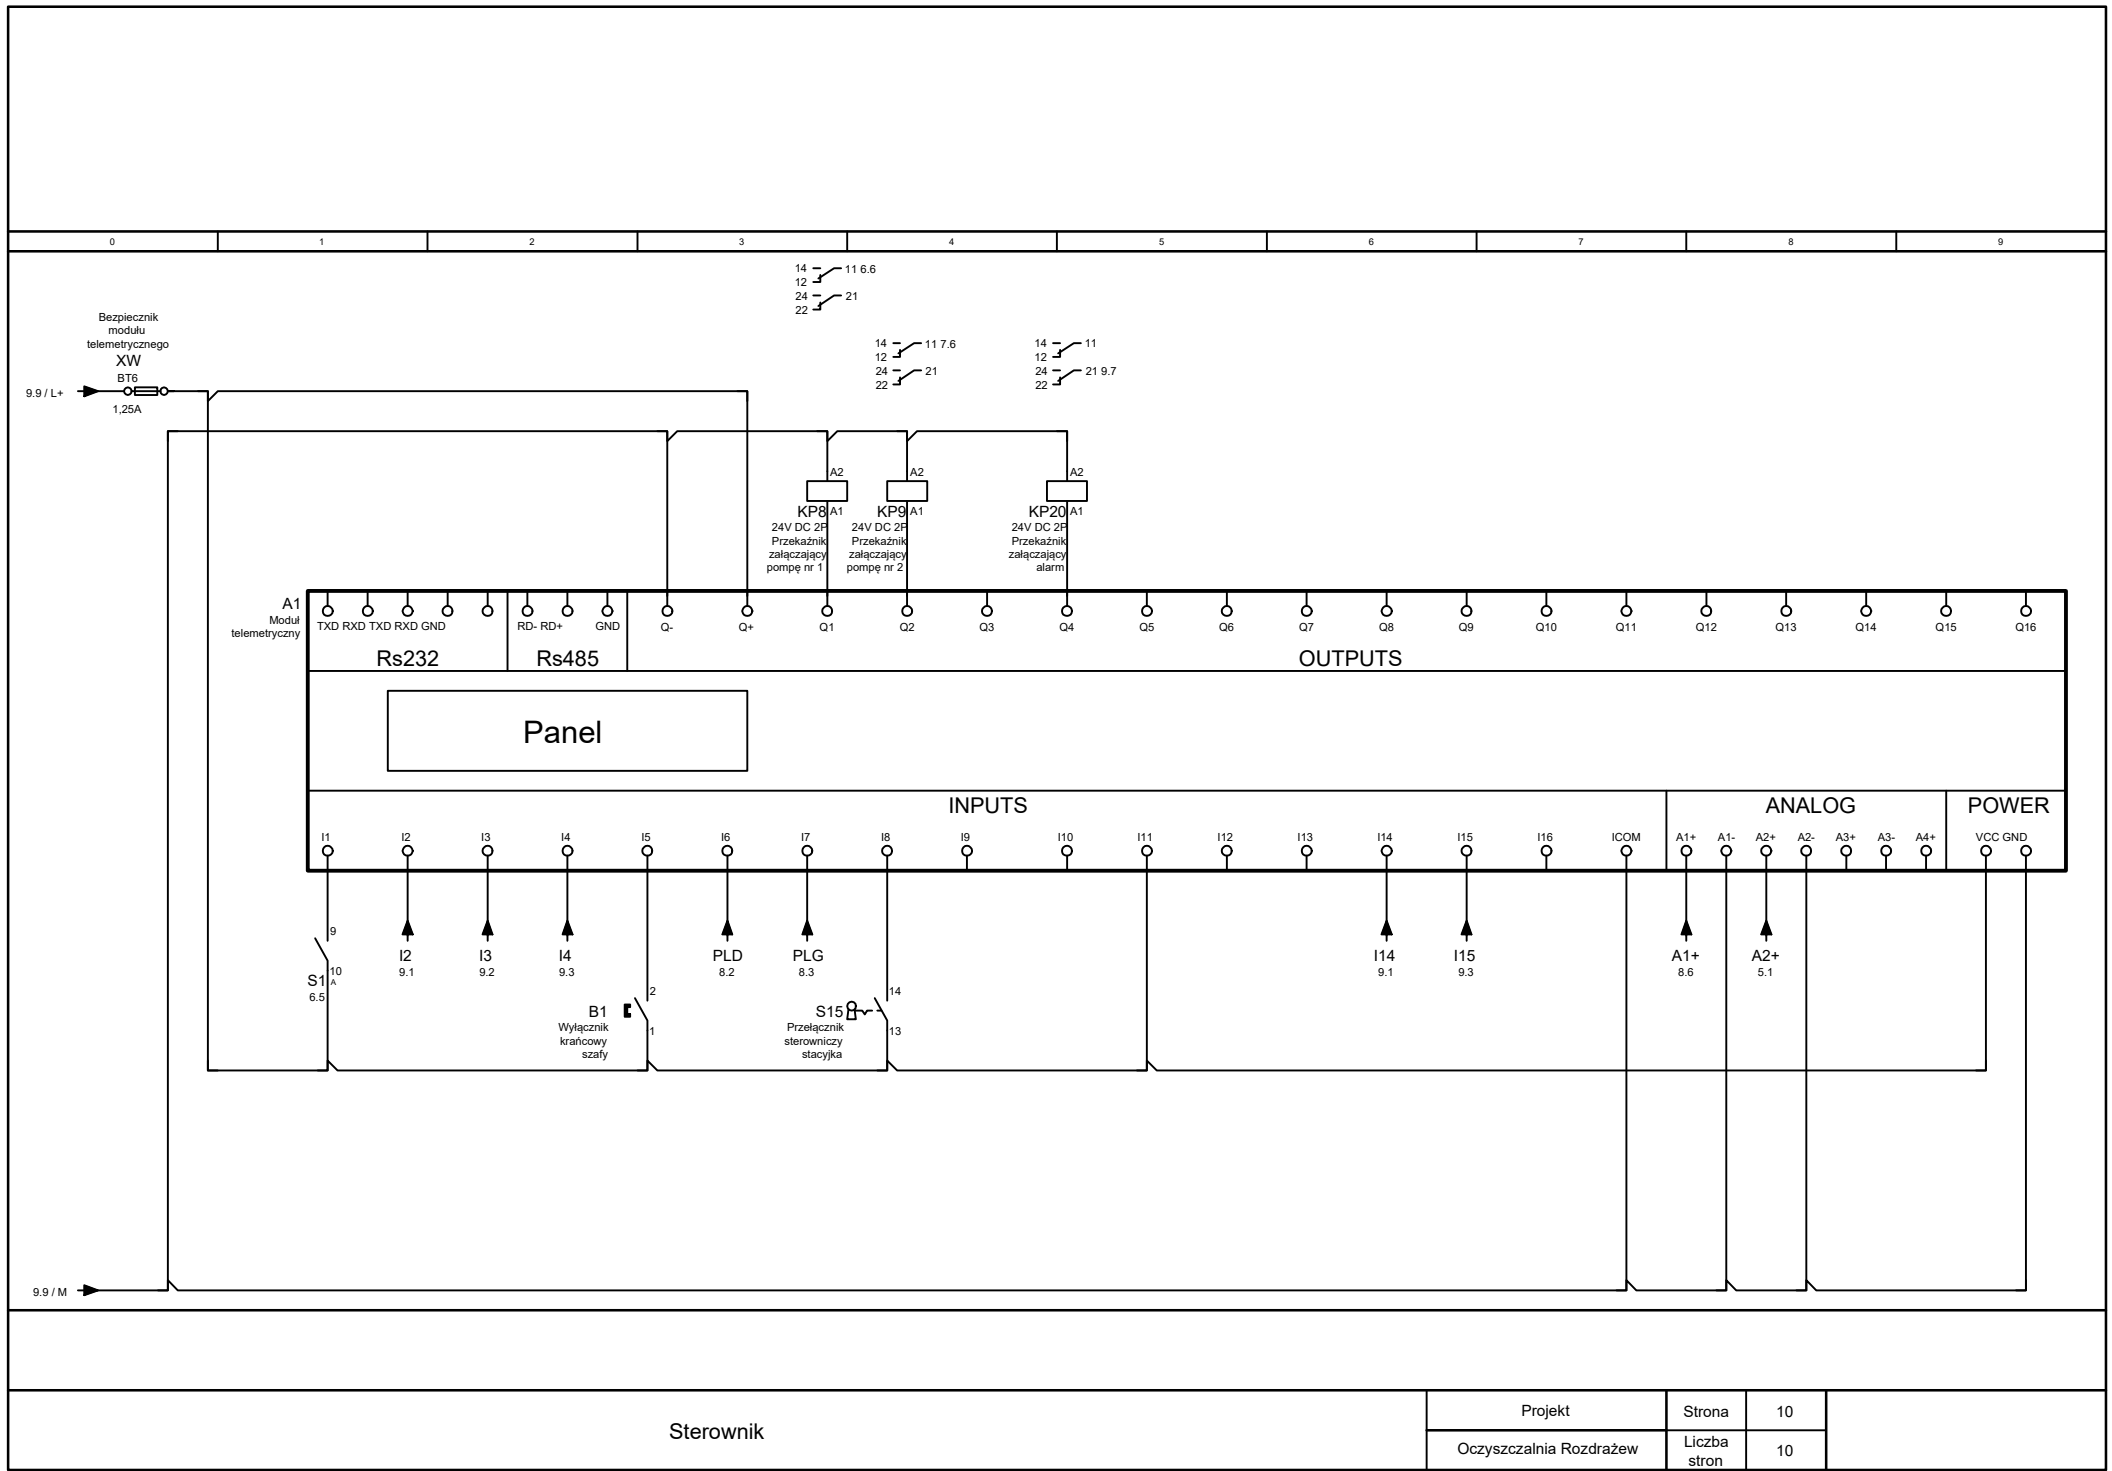 0 1 2 3 4 5 6 7 8 9
14 11 6.6
12
24 21
22
14 11 7.6
12
24 21
22
14 11
12
24 21 9.7
22
Bezpiecznik
modułu
telemetrycznego
XW
BT6
9.9 / L+
1,25A
A2
KP8 A1
24V DC 2P
Przekaźnik
załączający
pompę nr 1
A2
KP9 A1
24V DC 2P
Przekaźnik
załączający
pompę nr 2
A2
KP20 A1
24V DC 2P
Przekaźnik
załączający
alarm
A1
Moduł
telemetryczny
TXD RXD TXD RXD GND RD- RD+ GND Q- Q+ Q1 Q2 Q3 Q4 Q5 Q6 Q7 Q8 Q9 Q10 Q11 Q12 Q13 Q14 Q15 Q16
Rs232 Rs485 OUTPUTS
Panel
INPUTS ANALOG POWER
I1 I2 I3 I4 I5 I6 I7 I8 I9 I10 I11 I12 I13 I14 I15 I16 ICOM A1+ A1- A2+ A2- A3+ A3- A4+ VCC GND
9
10
S1 A
6.5
I2
9.1
I3
9.2
I4
9.3
2
B1
1
Wyłącznik
krańcowy
szafy
PLD
8.2
PLG
8.3
14
S15
13
Przełącznik
sterowniczy
stacyjka
I14
9.1
I15
9.3
A1+
8.6
A2+
5.1
9.9 / M
Sterownik
Projekt
Oczyszczalnia Rozdrażew
Strona 10
Liczba
stron 10